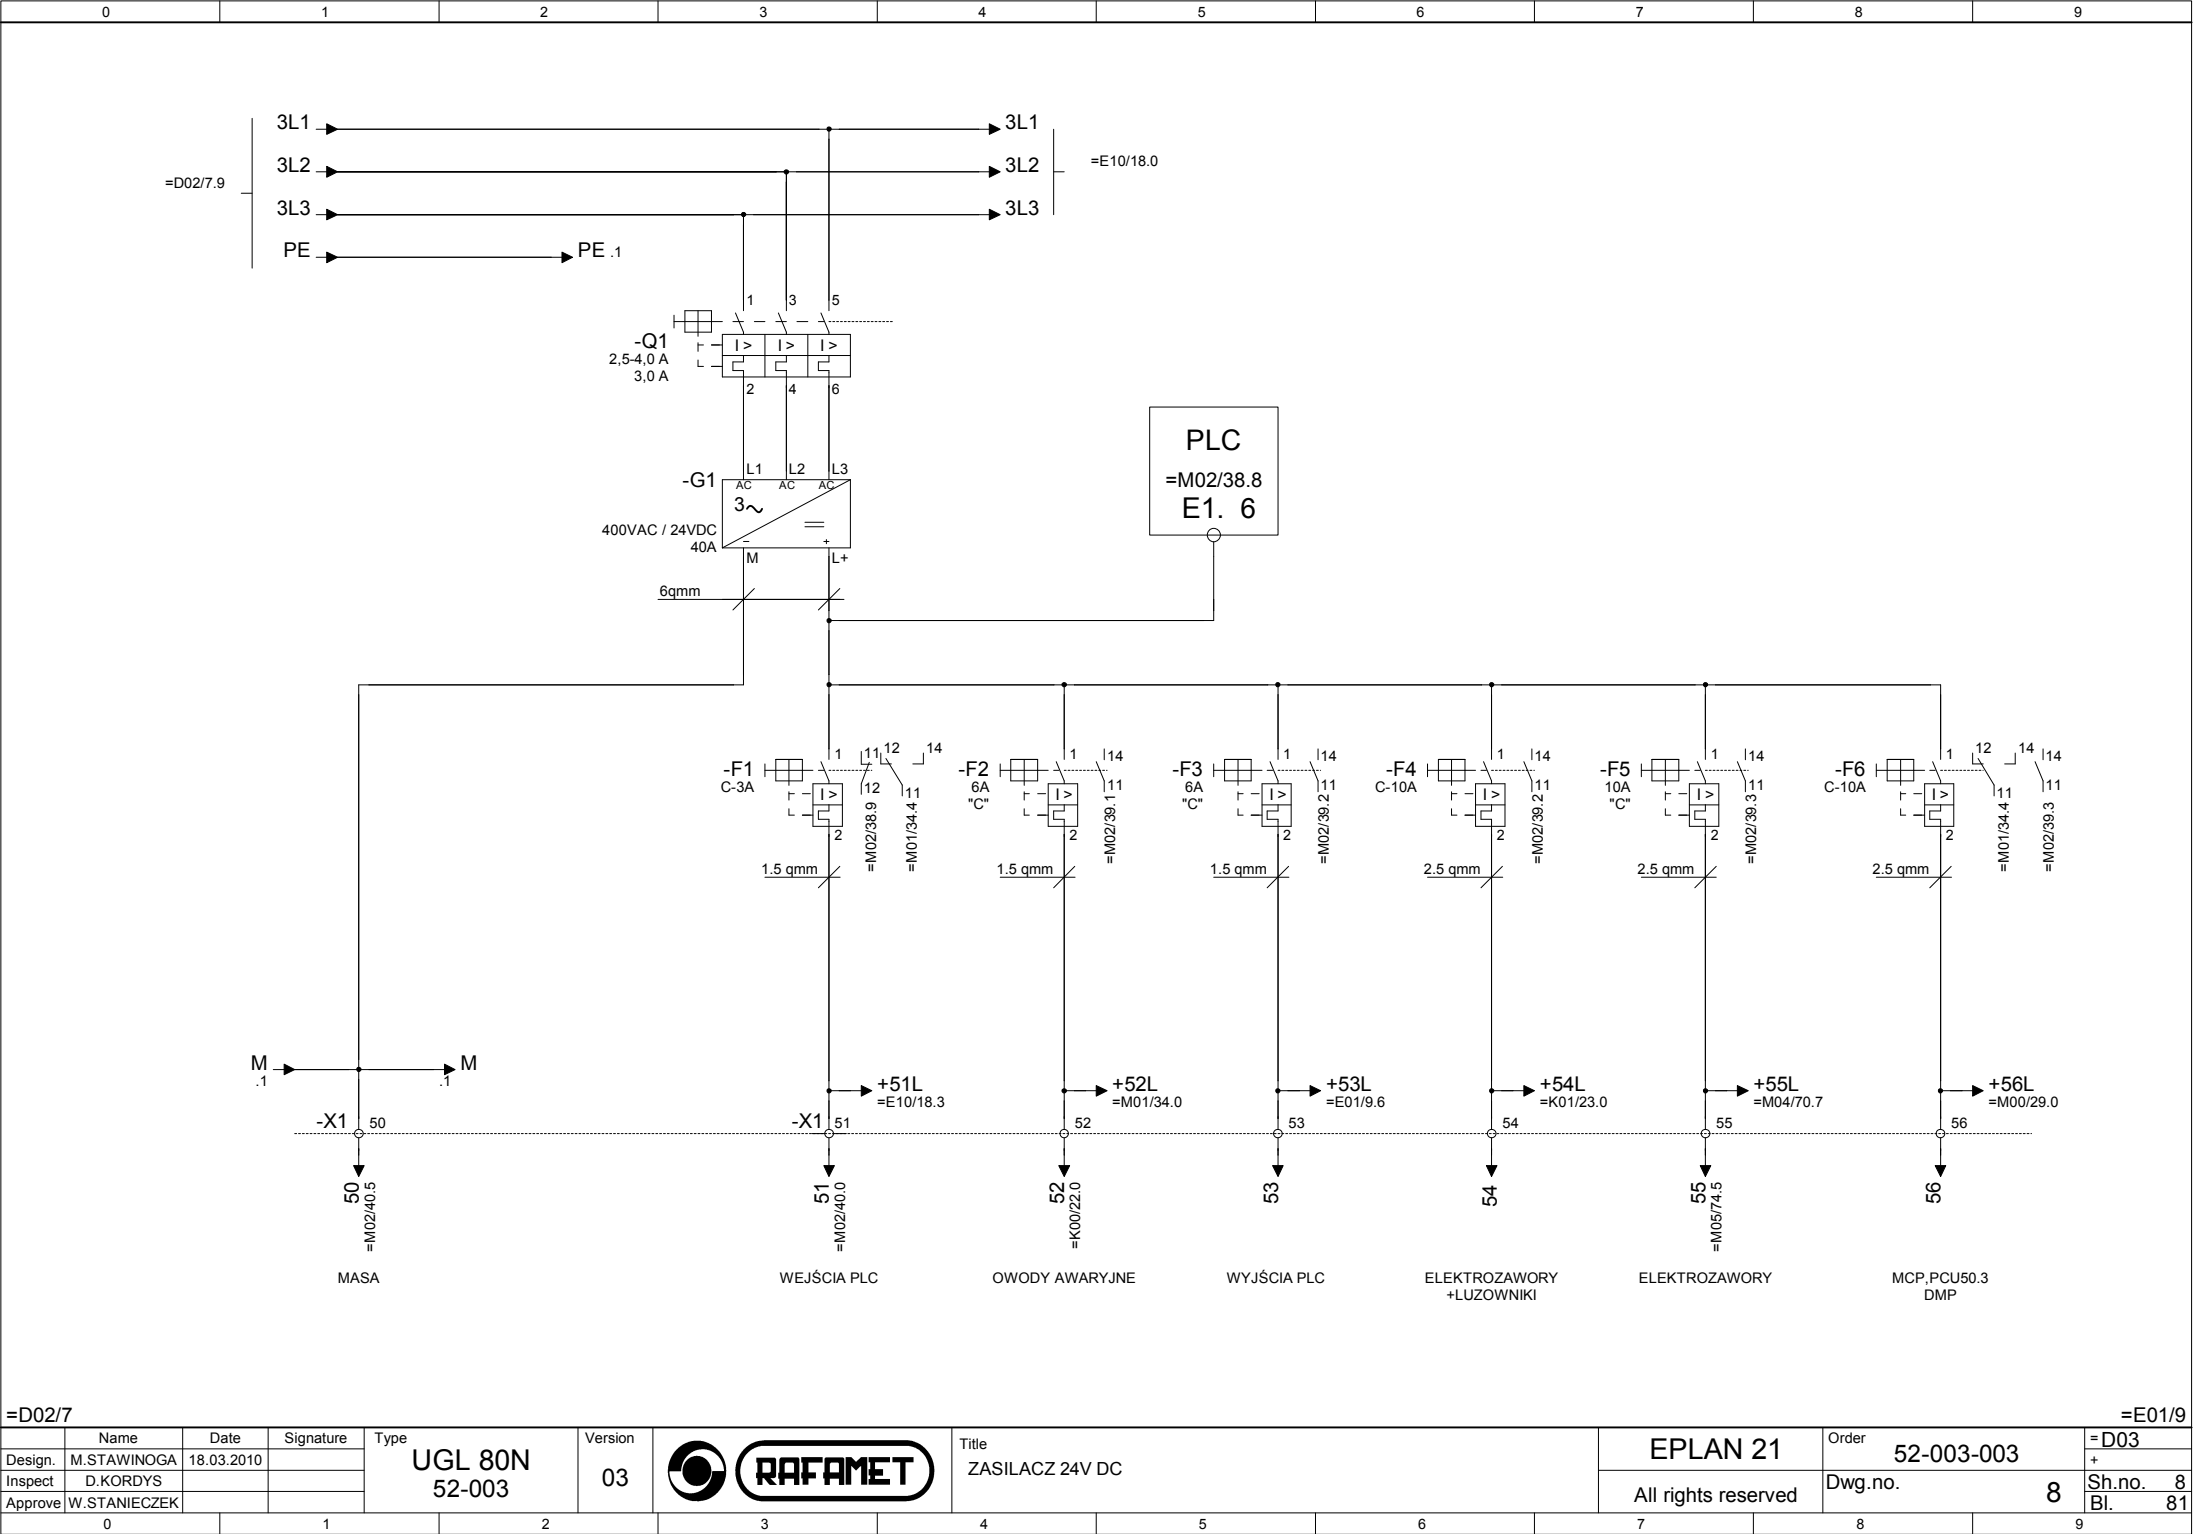 0 1 2 3 4 5 6 7 8 9
3L1 3L1
3L2 3L2
=E10/18.0
=D02/7.9
3L3 3L3
PE PE .1
1 3 5
-Q1
2,5-4,0 A
3,0 A
I > I > I >
2 4 6
PLC
=M02/38.8
E1. 6
-G1
L1 L2 L3
AC AC AC
3
400VAC / 24VDC
40A
– +
M L+
6qmm
-F1
C-3A
1
I >
2
11
12
=M02/38.9
12 14
11
=M01/34.4
1.5 qmm
-F2
6A
"C"
1
I >
2
14
11
=M02/39.1
1.5 qmm
-F3
6A
"C"
1
I >
2
14
11
=M02/39.2
1.5 qmm
-F4
C-10A
1
I >
2
14
11
=M02/39.2
2.5 qmm
-F5
10A
"C"
1
I >
2
14
11
=M02/39.3
2.5 qmm
-F6
C-10A
1
I >
2
12 14
11
=M01/34.4
14
11
=M02/39.3
2.5 qmm
M M
.1 .1
+51L
=E10/18.3
+52L
=M01/34.0
+53L
=E01/9.6
+54L
=K01/23.0
+55L
=M04/70.7
+56L
=M00/29.0
-X1 50 -X1 51 52 53 54 55 56
50
=M02/40.5
51
=M02/40.0
52
=K00/22.0
53
54
55
=M05/74.5
56
MASA
WEJŚCIA PLC
OWODY AWARYJNE
WYJŚCIA PLC
ELEKTROZAWORY
+LUZOWNIKI
ELEKTROZAWORY
MCP,PCU50.3
DMP
=D02/7 =E01/9
Name Date Signature
Design. M.STAWINOGA 18.03.2010
Inspect D.KORDYS
Approve W.STANIECZEK
Type
UGL 80N
52-003
Version
03
RAFAMET
Title
ZASILACZ 24V DC
EPLAN 21
All rights reserved
Order
52-003-003
Dwg.no.
8
= D03
+
Sh.no. 8
Bl. 81
0 1 2 3 4 5 6 7 8 9